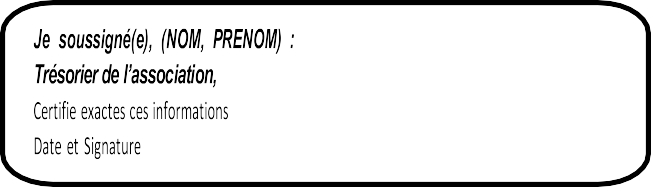 Je soussigné(e), (NOM, PRENOM) :
Trésorier de l'association,
Certifie exactes ces informations
Date et Signature